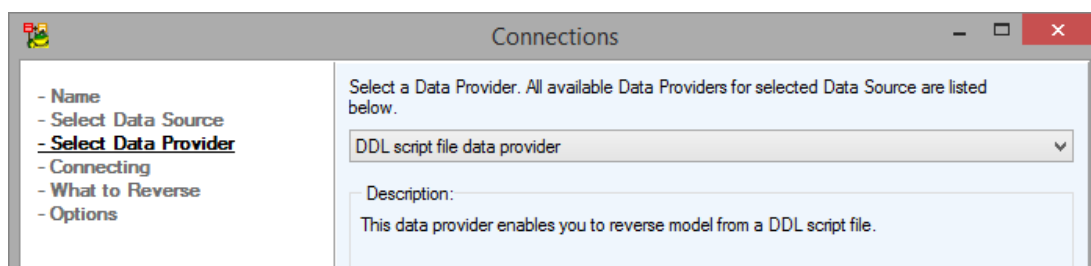 Connections
- Name
- Select Data Source
- Select Data Provider
- Connecting
- What to Reverse
- Options
Select a Data Provider. All available Data Providers for selected Data Source are listed
below.
DDL script file data provider
Description:
This data provider enables you to reverse model from a DDL script file.